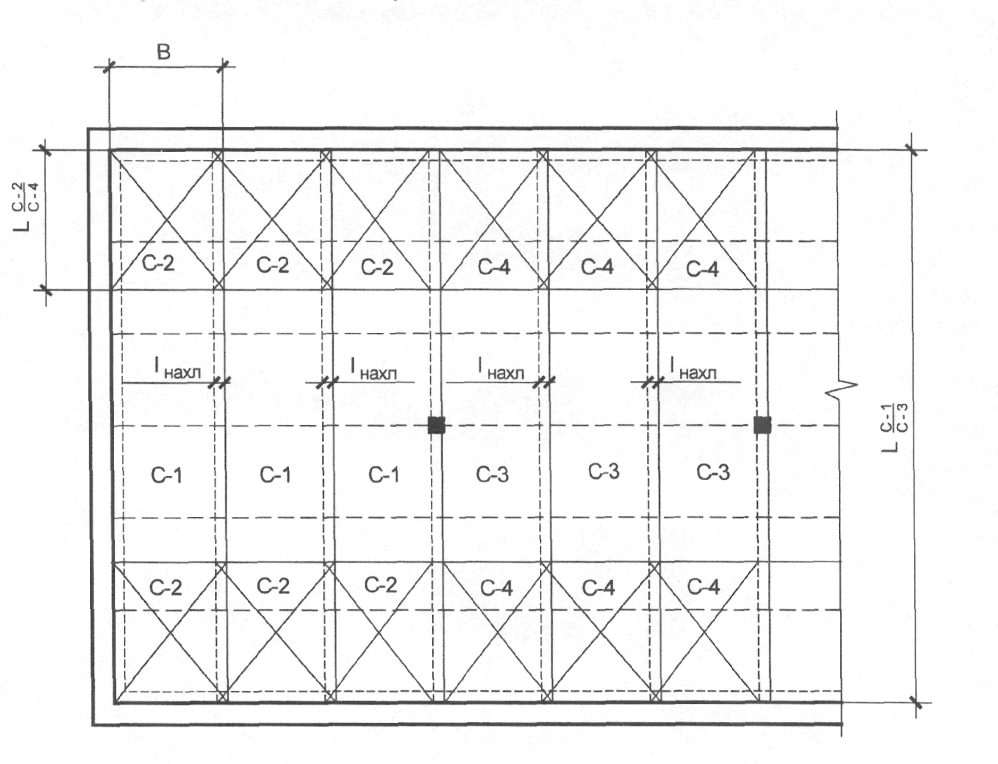 B
L C-2/C-4
C-2 C-2 C-2 C-4 C-4 C-4
l нахл l нахл l нахл l нахл
L C-1/C-3
C-1 C-1 C-1 C-3 C-3 C-3
C-2 C-2 C-2 C-4 C-4 C-4